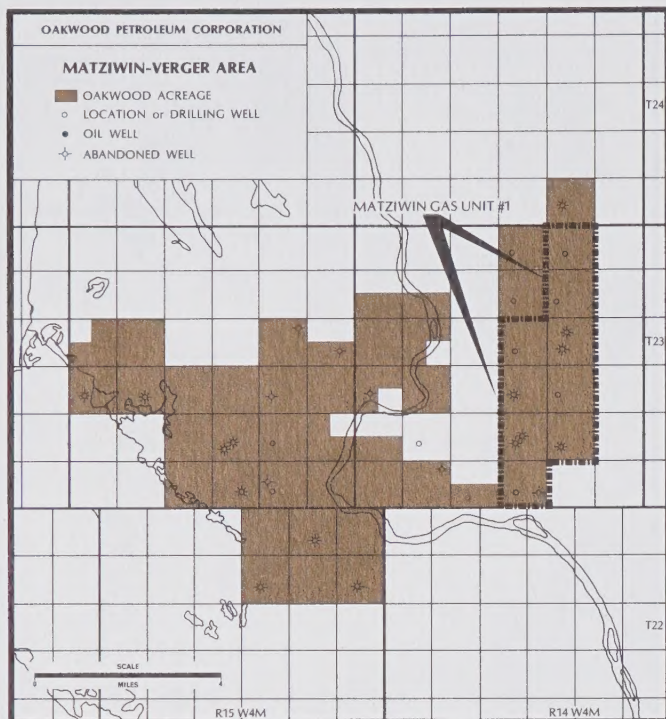 OAKWOOD PETROLEUM CORPORATION
MATZIWIN-VERGER AREA
OAKWOOD ACREAGE
LOCATION or DRILLING WELL
OIL WELL
ABANDONED WELL
T24
MATZIWIN GAS UNIT #1
T23
T22
SCALE
0 4
MILES
R15 W4M R14 W4M